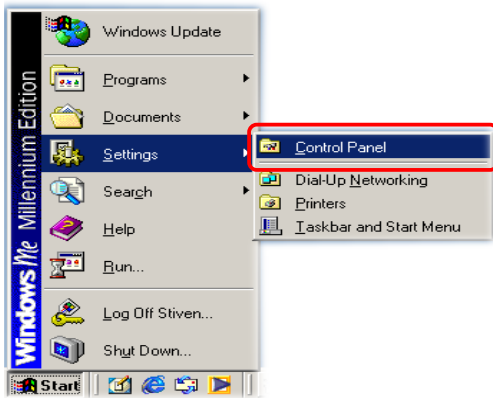 Windows Me Millennium Edition
Windows Update
Programs
Documents
Settings
Search
Help
Run...
Log Off Stiven...
Shut Down...
Control Panel
Dial-Up Networking
Printers
Taskbar and Start Menu
Start